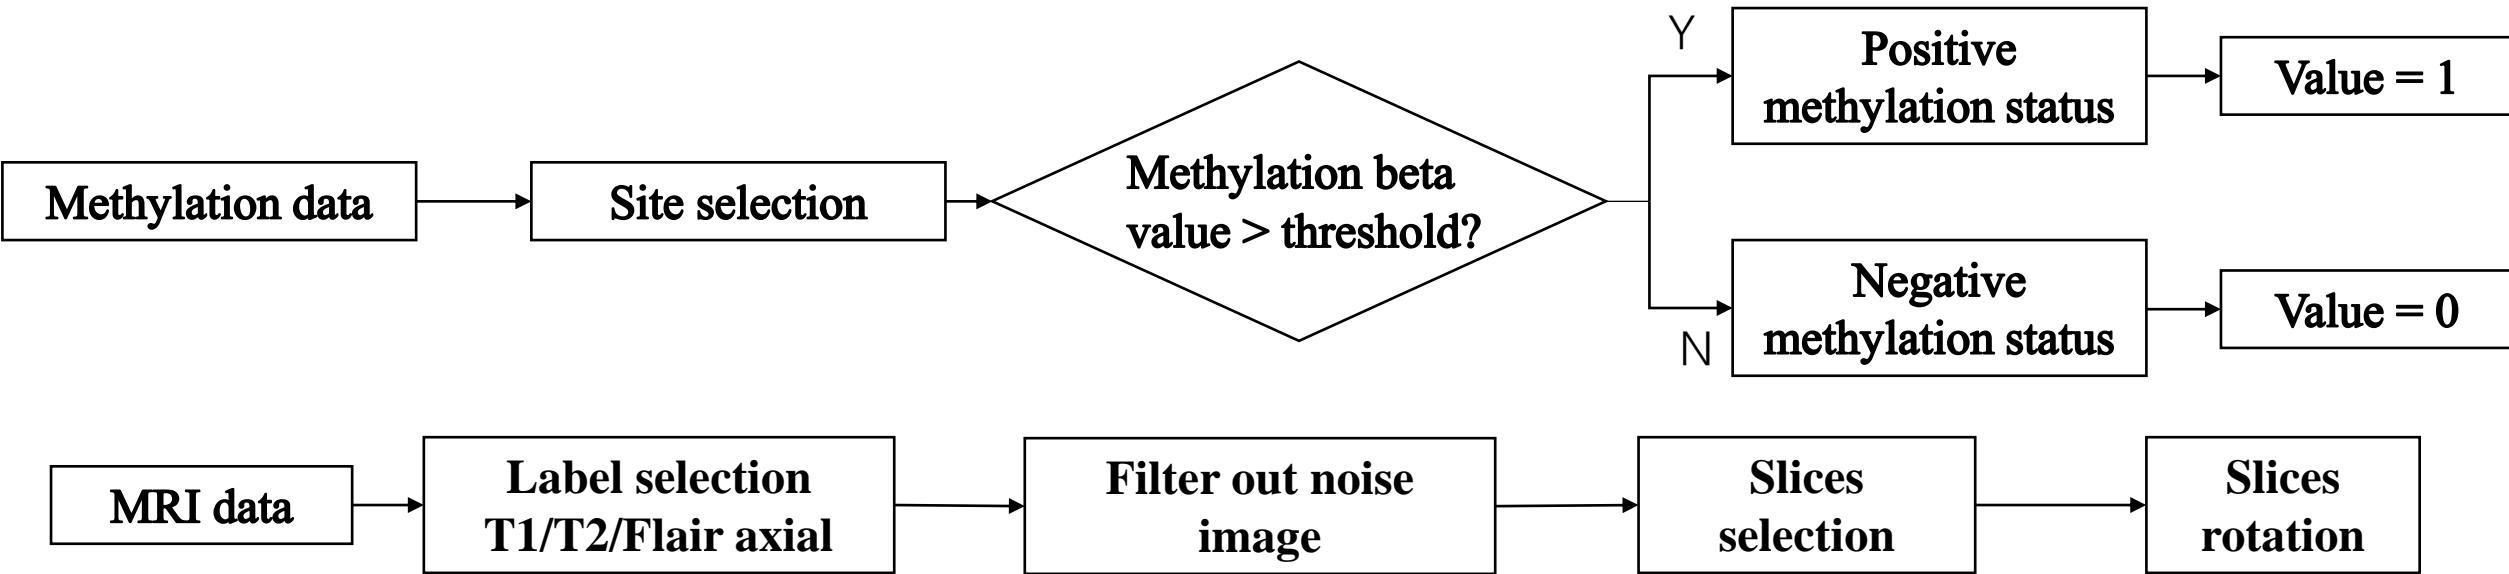 Methylation data
Site selection
Methylation beta
value > threshold?
Y
Positive
methylation status
Value = 1
N
Negative
methylation status
Value = 0
MRI data
Label selection
T1/T2/Flair axial
Filter out noise
image
Slices
selection
Slices
rotation